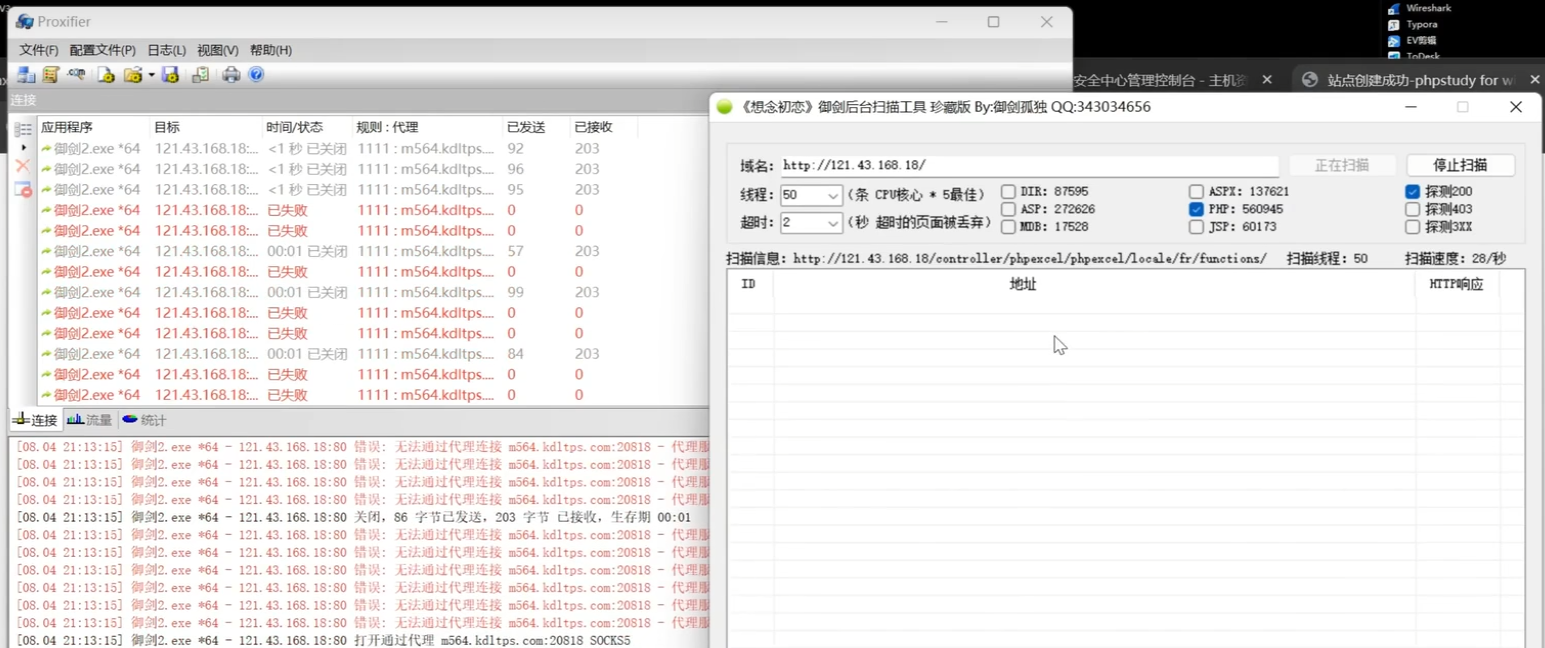 Wireshark
Typora
EV剪辑
ToDesk
Proxifier
文件(F) 配置文件(P) 日志(L) 视图(V) 帮助(H)
安全中心管理控制台 - 主机资
站点创建成功-phpstudy for wi
连接
应用程序 目标 时间/状态 规则 : 代理 已发送 已接收
御剑2.exe *64 121.43.168.18:... <1 秒 已关闭 1111 : m564.kdltps.... 92 203
御剑2.exe *64 121.43.168.18:... <1 秒 已关闭 1111 : m564.kdltps.... 96 203
御剑2.exe *64 121.43.168.18:... <1 秒 已关闭 1111 : m564.kdltps.... 95 203
御剑2.exe *64 121.43.168.18:... 已失败 1111 : m564.kdltps.... 0 0
御剑2.exe *64 121.43.168.18:... 已失败 1111 : m564.kdltps.... 0 0
御剑2.exe *64 121.43.168.18:... 00:01 已关闭 1111 : m564.kdltps.... 57 203
御剑2.exe *64 121.43.168.18:... 已失败 1111 : m564.kdltps.... 0 0
御剑2.exe *64 121.43.168.18:... 00:01 已关闭 1111 : m564.kdltps.... 99 203
御剑2.exe *64 121.43.168.18:... 已失败 1111 : m564.kdltps.... 0 0
御剑2.exe *64 121.43.168.18:... 已失败 1111 : m564.kdltps.... 0 0
御剑2.exe *64 121.43.168.18:... 00:01 已关闭 1111 : m564.kdltps.... 84 203
御剑2.exe *64 121.43.168.18:... 已失败 1111 : m564.kdltps.... 0 0
御剑2.exe *64 121.43.168.18:... 已失败 1111 : m564.kdltps.... 0 0
连接 流量 统计
[08.04 21:13:15] 御剑2.exe *64 - 121.43.168.18:80 错误: 无法通过代理连接 m564.kdltps.com:20818 - 代理服
[08.04 21:13:15] 御剑2.exe *64 - 121.43.168.18:80 错误: 无法通过代理连接 m564.kdltps.com:20818 - 代理服
[08.04 21:13:15] 御剑2.exe *64 - 121.43.168.18:80 错误: 无法通过代理连接 m564.kdltps.com:20818 - 代理服
[08.04 21:13:15] 御剑2.exe *64 - 121.43.168.18:80 错误: 无法通过代理连接 m564.kdltps.com:20818 - 代理服
[08.04 21:13:15] 御剑2.exe *64 - 121.43.168.18:80 关闭, 86 字节已发送, 203 字节 已接收, 生存期 00:01
[08.04 21:13:15] 御剑2.exe *64 - 121.43.168.18:80 错误: 无法通过代理连接 m564.kdltps.com:20818 - 代理服
[08.04 21:13:15] 御剑2.exe *64 - 121.43.168.18:80 错误: 无法通过代理连接 m564.kdltps.com:20818 - 代理服
[08.04 21:13:15] 御剑2.exe *64 - 121.43.168.18:80 错误: 无法通过代理连接 m564.kdltps.com:20818 - 代理服
[08.04 21:13:15] 御剑2.exe *64 - 121.43.168.18:80 错误: 无法通过代理连接 m564.kdltps.com:20818 - 代理服
[08.04 21:13:15] 御剑2.exe *64 - 121.43.168.18:80 错误: 无法通过代理连接 m564.kdltps.com:20818 - 代理服
[08.04 21:13:15] 御剑2.exe *64 - 121.43.168.18:80 错误: 无法通过代理连接 m564.kdltps.com:20818 - 代理服
[08.04 21:13:15] 御剑2.exe *64 - 121.43.168.18:80 打开通过代理 m564.kdltps.com:20818 SOCKS5
《想念初恋》御剑后台扫描工具 珍藏版 By:御剑孤独 QQ:343034656
域名: http://121.43.168.18/ 正在扫描 停止扫描
线程: 50 (条 CPU核心 * 5最佳) DIR: 87595 ASPX: 137621 探测200
ASP: 272626 PHP: 560945 探测403
超时: 2 (秒 超时的页面被丢弃) MDB: 17528 JSP: 60173 探测3XX
扫描信息: http://121.43.168.18/controller/phpexcel/phpexcel/locale/fr/functions/ 扫描线程: 50 扫描速度: 28/秒
ID 地址 HTTP响应